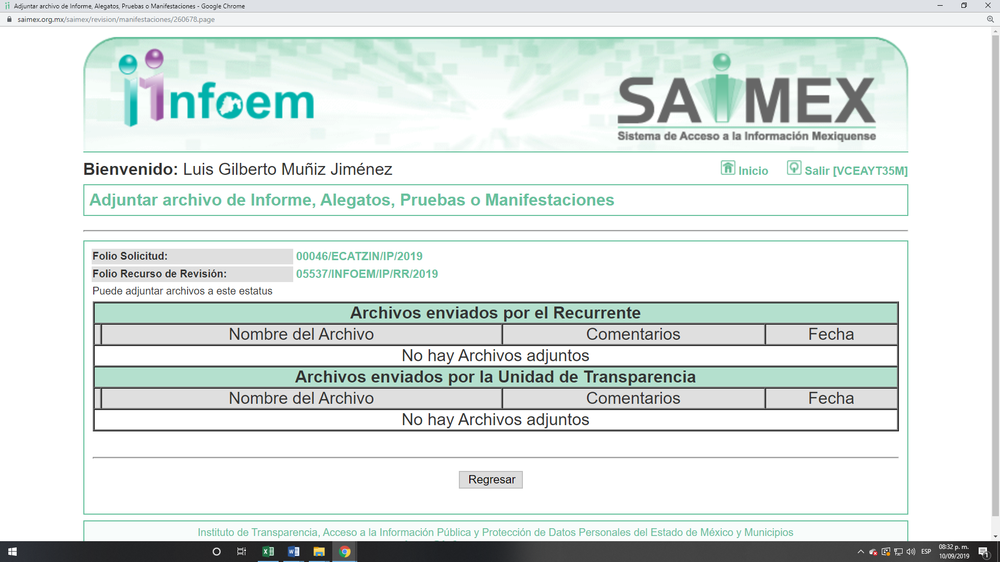 Adjuntar archivo de Informe, Alegatos, Pruebas o Manifestaciones - Google Chrome
saimex.org.mx/saimex/revision/manifestaciones/260678.page
infoem
SAIMEX
Sistema de Acceso a la Información Mexiquense
Bienvenido: Luis Gilberto Muñiz Jiménez
Inicio
Salir [VCEAYT35M]
Adjuntar archivo de Informe, Alegatos, Pruebas o Manifestaciones
Folio Solicitud: 00046/ECATZIN/IP/2019
Folio Recurso de Revisión: 05537/INFOEM/IP/RR/2019
Puede adjuntar archivos a este estatus
Archivos enviados por el Recurrente
Nombre del Archivo Comentarios Fecha
No hay Archivos adjuntos
Archivos enviados por la Unidad de Transparencia
Nombre del Archivo Comentarios Fecha
No hay Archivos adjuntos
Regresar
Instituto de Transparencia, Acceso a la Información Pública y Protección de Datos Personales del Estado de México y Municipios
ESP
08:32 p. m.
10/09/2019
1